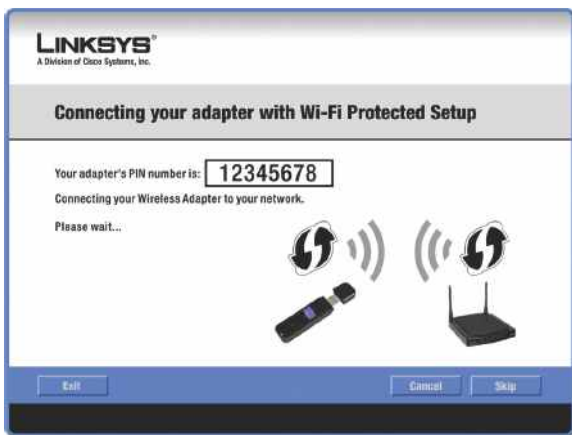 LINKSYS®
A Division of Cisco Systems, Inc.
Connecting your adapter with Wi-Fi Protected Setup
Your adapter's PIN number is: 12345678
Connecting your Wireless Adapter to your network.
Please wait...
Exit Cancel Skip